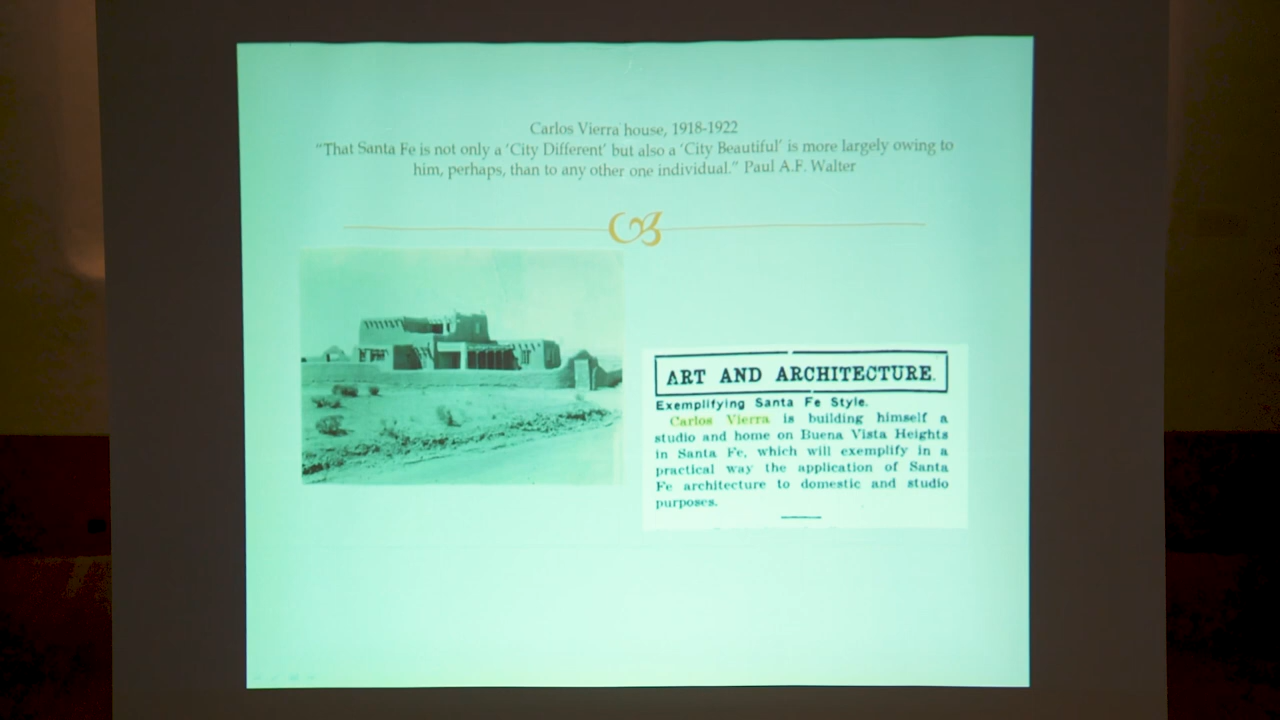 Carlos Vierra house, 1918-1922
“That Santa Fe is not only a ‘City Different’ but also a ‘City Beautiful’ is more largely owing to
him, perhaps, than to any other one individual.” Paul A.F. Walter
ART AND ARCHITECTURE.
Exemplifying Santa Fe Style.
Carlos Vierra is building himself a
studio and home on Buena Vista Heights
in Santa Fe, which will exemplify in a
practical way the application of Santa
Fe architecture to domestic and studio
purposes.